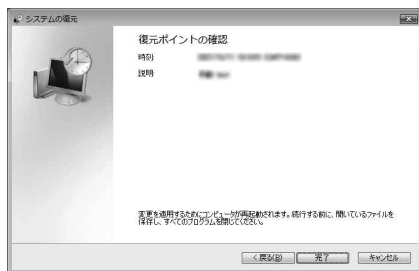 システムの復元
復元ポイントの確認
時刻:
説明:
変更を適用するためにコンピュータが再起動されます。続行する前に、開いているファイルを
保存し、すべてのプログラムを閉じてください。
< 戻る(B)
完了
キャンセル